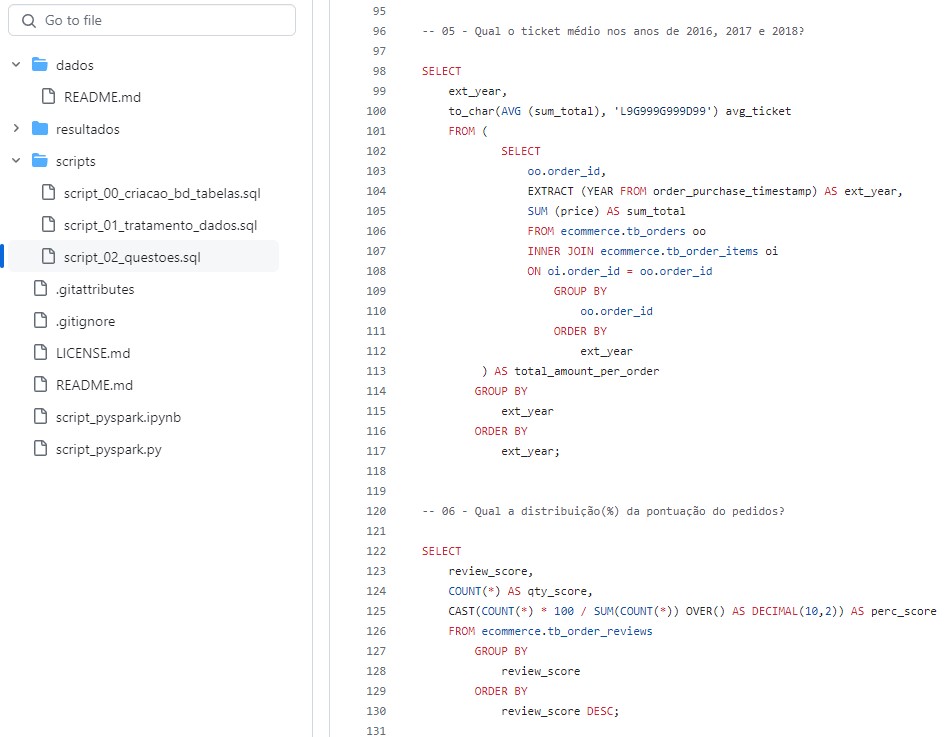 Go to file
dados
README.md
resultados
scripts
script_00_criacao_bd_tabelas.sql
script_01_tratamento_dados.sql
script_02_questoes.sql
.gitattributes
.gitignore
LICENSE.md
README.md
script_pyspark.ipynb
script_pyspark.py
95
96 -- 05 - Qual o ticket médio nos anos de 2016, 2017 e 2018?
97
98 SELECT
99 ext_year,
100 to_char(AVG (sum_total), 'L9G999G999D99') avg_ticket
101 FROM (
102 SELECT
103 oo.order_id,
104 EXTRACT (YEAR FROM order_purchase_timestamp) AS ext_year,
105 SUM (price) AS sum_total
106 FROM ecommerce.tb_orders oo
107 INNER JOIN ecommerce.tb_order_items oi
108 ON oi.order_id = oo.order_id
109 GROUP BY
110 oo.order_id
111 ORDER BY
112 ext_year
113 ) AS total_amount_per_order
114 GROUP BY
115 ext_year
116 ORDER BY
117 ext_year;
118
119
120 -- 06 - Qual a distribuição(%) da pontuação do pedidos?
121
122 SELECT
123 review_score,
124 COUNT(*) AS qty_score,
125 CAST(COUNT(*) * 100 / SUM(COUNT(*)) OVER() AS DECIMAL(10,2)) AS perc_score
126 FROM ecommerce.tb_order_reviews
127 GROUP BY
128 review_score
129 ORDER BY
130 review_score DESC;
131